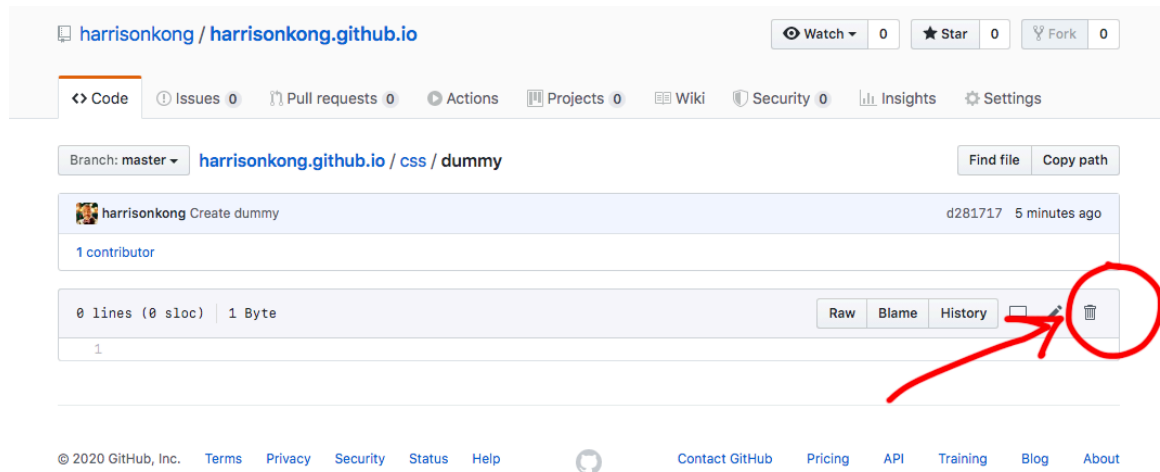 harrisonkong / harrisonkong.github.io Watch 0 Star 0 Fork 0
Code Issues 0 Pull requests 0 Actions Projects 0 Wiki Security 0 Insights Settings
Branch: master harrisonkong.github.io / css / dummy Find file Copy path
harrisonkong Create dummy d281717 5 minutes ago
1 contributor
0 lines (0 sloc) 1 Byte Raw Blame History
1
© 2020 GitHub, Inc. Terms Privacy Security Status Help Contact GitHub Pricing API Training Blog About